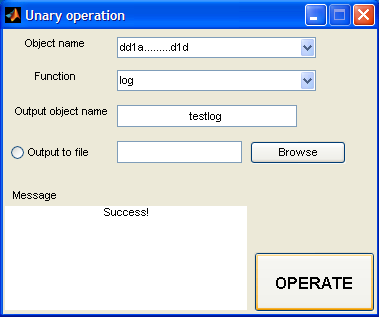 Unary operation
Object name
dd1a.........d1d
Function
log
Output object name
testlog
Output to file
Browse
Message
Success!
OPERATE